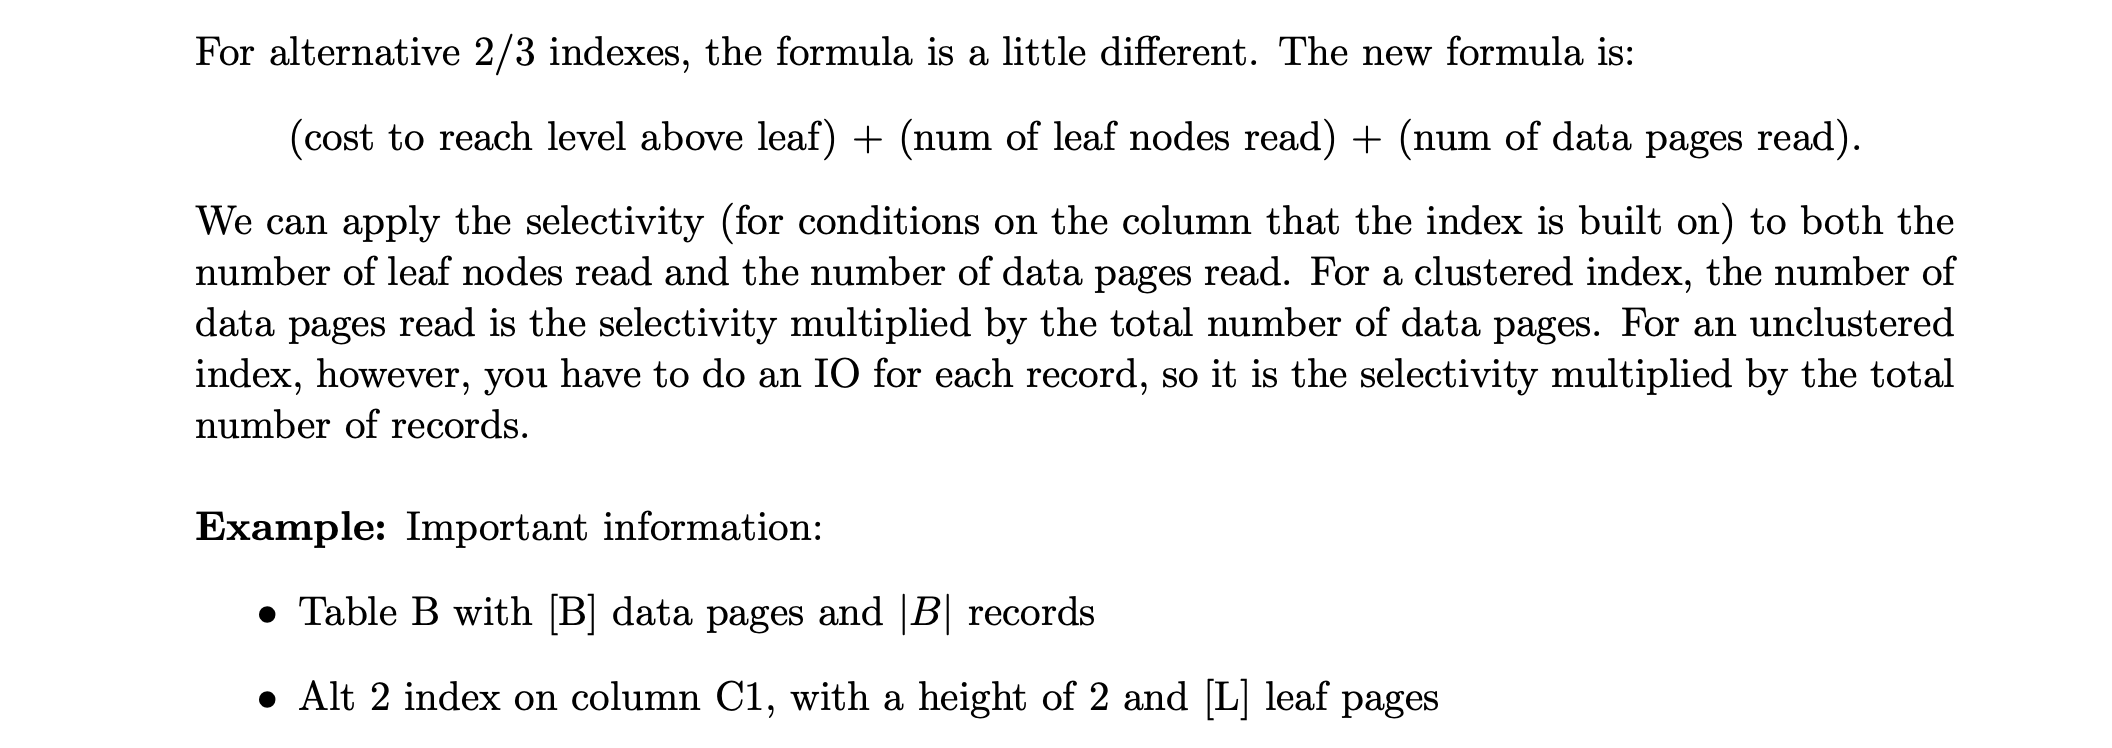 For alternative 2/3 indexes, the formula is a little different. The new formula is:
(cost to reach level above leaf) + (num of leaf nodes read) + (num of data pages read).
We can apply the selectivity (for conditions on the column that the index is built on) to both the
number of leaf nodes read and the number of data pages read. For a clustered index, the number of
data pages read is the selectivity multiplied by the total number of data pages. For an unclustered
index, however, you have to do an IO for each record, so it is the selectivity multiplied by the total
number of records.
Example: Important information:
• Table B with [B] data pages and |B| records
• Alt 2 index on column C1, with a height of 2 and [L] leaf pages